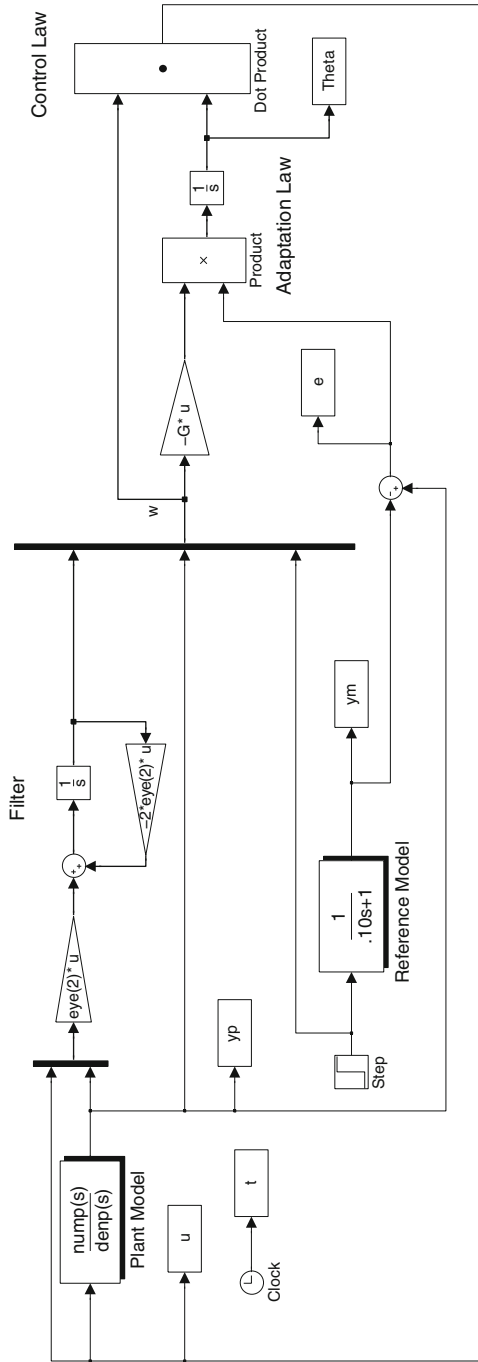 Filter
Control Law
Dot Product
Theta
1
s
×
Product
Adaptation Law
-G* u
w
e
-
+
1
s
+
+
-2*eye(2)* u
eye(2)* u
ym
1
.10s+1
Reference Model
Step
yp
nump(s)
denp(s)
Plant Model
u
t
Clock